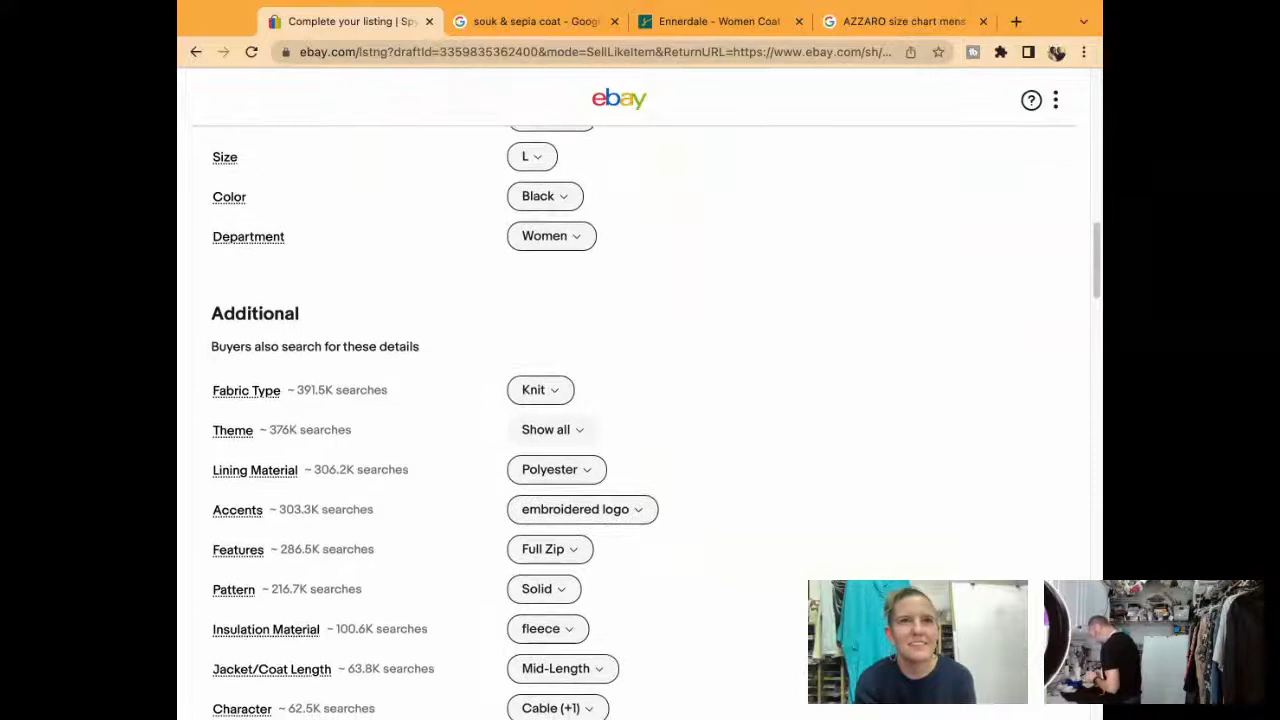 Complete your listing | Spy
souk & sepia coat - Goog
Ennerdale - Women Coat
AZZARO size chart mens
ebay.com/lstng?draftId=3359835362400&mode=SellLikeItem&ReturnURL=https://www.ebay.com/sh/...
ebay
Size L
Color Black
Department Women
Additional
Buyers also search for these details
Fabric Type ~ 391.5K searches Knit
Theme ~ 376K searches Show all
Lining Material ~ 306.2K searches Polyester
Accents ~ 303.3K searches embroidered logo
Features ~ 286.5K searches Full Zip
Pattern ~ 216.7K searches Solid
Insulation Material ~ 100.6K searches fleece
Jacket/Coat Length ~ 63.8K searches Mid-Length
Character ~ 62.5K searches Cable (+1)